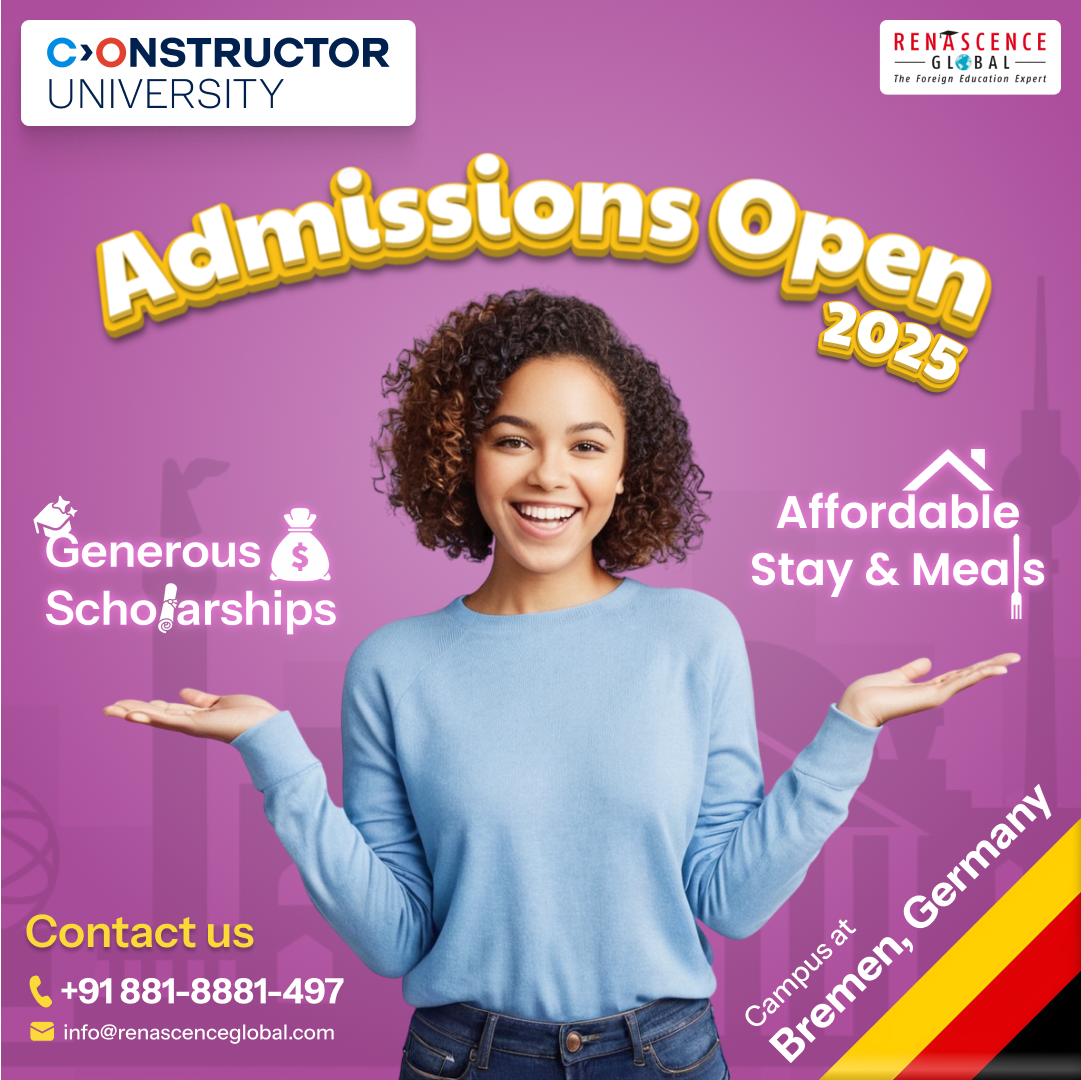 CONSTRUCTOR
UNIVERSITY
RENASCENCE
GLOBAL
The Foreign Education Expert
Admissions Open
2025
Generous
Scholarships
$
Affordable
Stay & Meals
Contact us
+91 881-8881-497
info@renascenceglobal.com
Campus at
Bremen, Germany